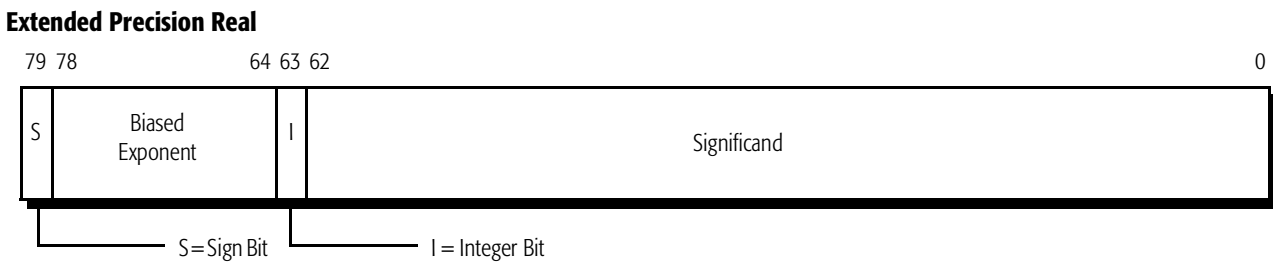 Extended Precision Real
79 78 64 63 62 0
S Biased Exponent I Significand
S = Sign Bit I = Integer Bit